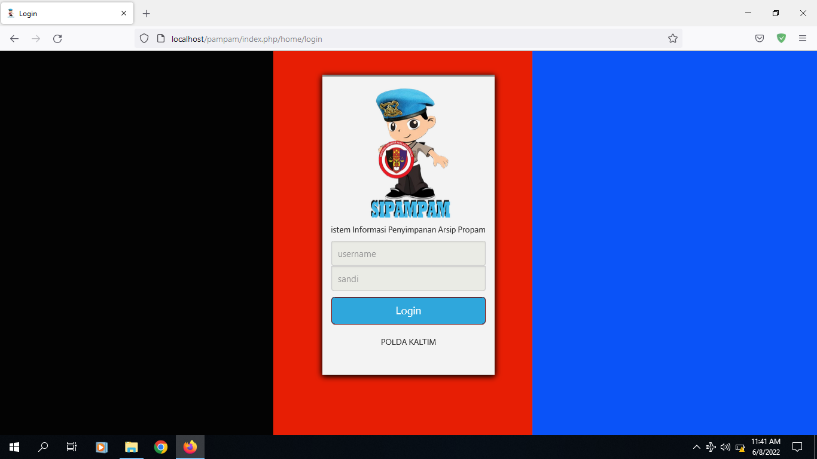 Login
localhost/pampam/index.php/home/login
SIPAMPAM
istem Informasi Penyimpanan Arsip Propam
username
sandi
Login
POLDA KALTIM
11:41 AM
6/8/2022